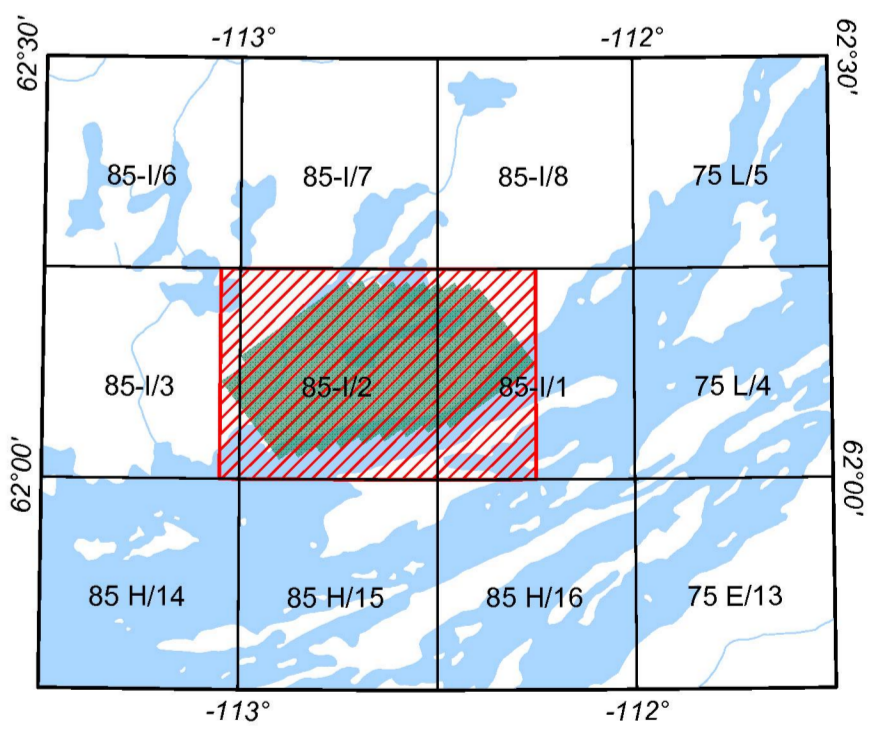 -113° -112°
62°30' 62°30'
85-I/6 85-I/7 85-I/8 75 L/5
85-I/3 85-I/2 85-I/1 75 L/4
62°00' 62°00'
85 H/14 85 H/15 85 H/16 75 E/13
-113° -112°